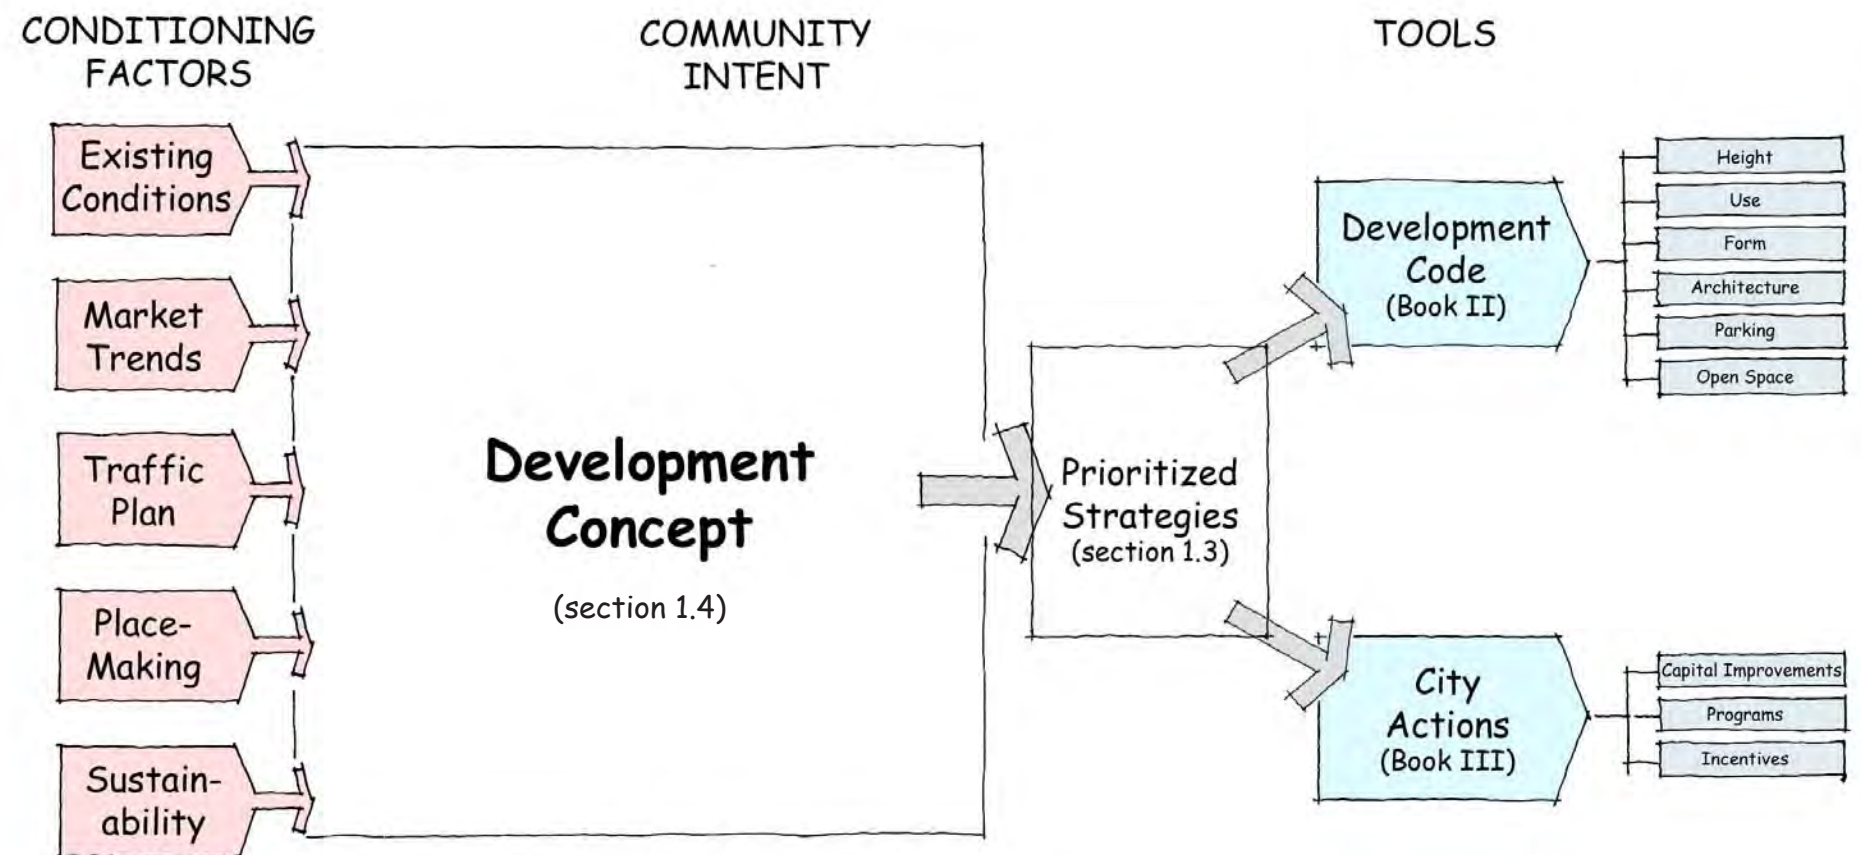 CONDITIONING
FACTORS
COMMUNITY
INTENT
TOOLS
Existing
Conditions
Market
Trends
Traffic
Plan
Place-
Making
Sustain-
ability
Development
Concept
(section 1.4)
Prioritized
Strategies
(section 1.3)
Development
Code
(Book II)
Height
Use
Form
Architecture
Parking
Open Space
City
Actions
(Book III)
Capital Improvements
Programs
Incentives